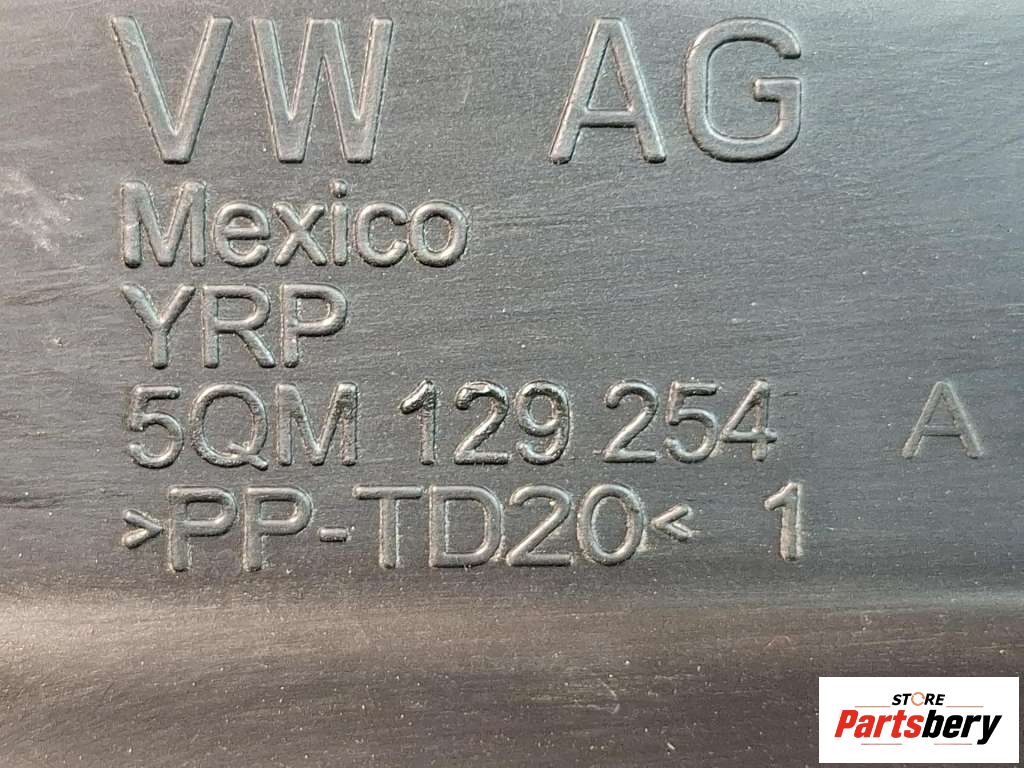 VW AG
Mexico
YRP
5QM 129 254 A
>PP-TD20< 1
STORE
Partsbery